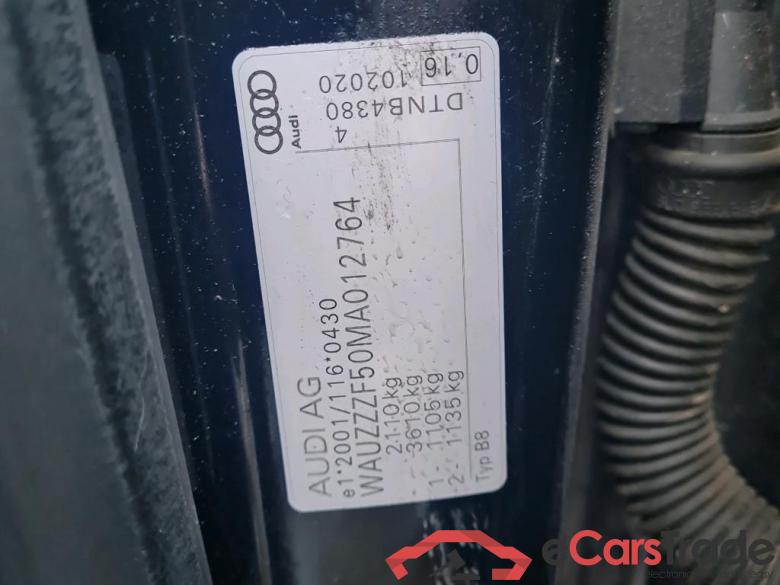 AUDI AG
e1*2001/116*0430
WAUZZZF50MA012764
2110 kg
- 3610 kg
1- 1105 kg
2- 1135 kg
Typ B8
Audi
4
DTNB4380
102020
0,16
eCarsTrade